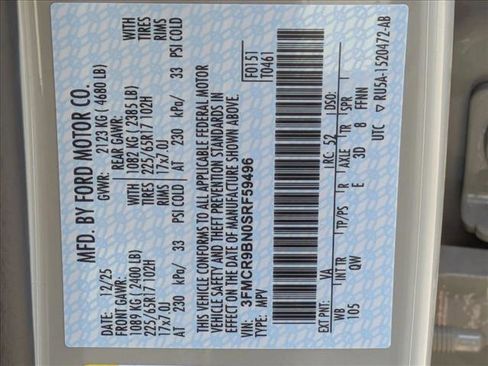 MFD. BY FORD MOTOR CO.
DATE: 12/25 GVWR: 2123 KG ( 4680 LB)
FRONT GAWR: REAR GAWR:
1089 KG ( 2400 LB) 1082 KG ( 2385 LB) WITH
225/65R17 102H 225/65R17 102H TIRES
17x7.0J 17x7.0J RIMS
AT 230 kPa/ 33 PSI COLD AT 230 kPa/ 33 PSI COLD
WITH
TIRES
RIMS
THIS VEHICLE CONFORMS TO ALL APPLICABLE FEDERAL MOTOR
VEHICLE SAFETY AND THEFT PREVENTION STANDARDS IN
EFFECT ON THE DATE OF MANUFACTURE SHOWN ABOVE.
VIN: 3FMCR9BN0SRF59496 F0151
TYPE: MPV T0461
EXT PNT: YA RC: 52 DSO:
WB INT TR TP/PS R AXLE TR SPR
105 QW E 3D 8 FFNN
UTC RU5A-1520472-AB